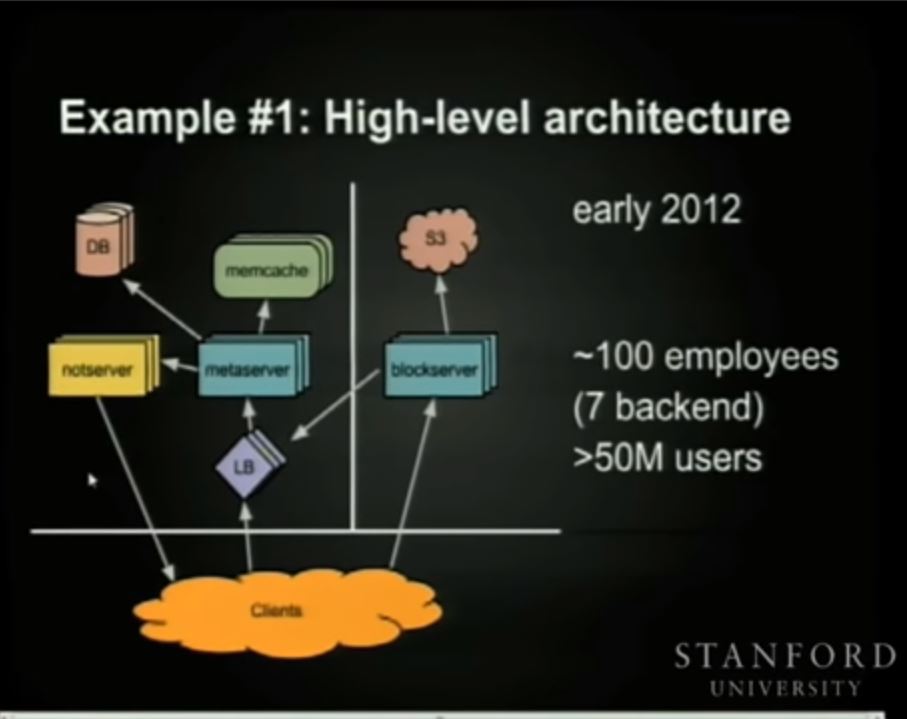 Example #1: High-level architecture
early 2012
DB
memcache
S3
notserver
metaserver
blockserver
~100 employees
(7 backend)
>50M users
LB
Clients
STANFORD
UNIVERSITY